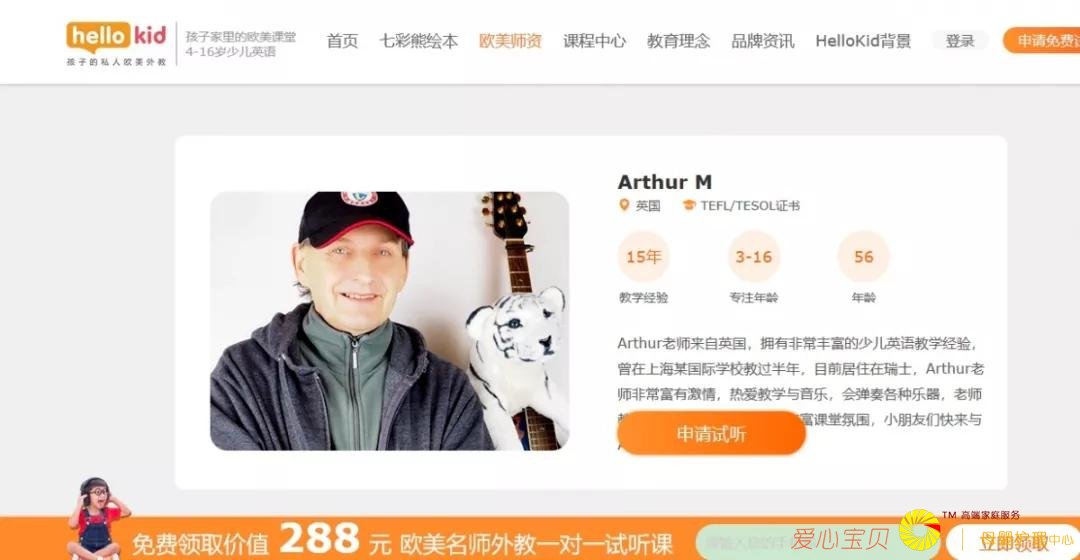 hello kid
孩子的私人欧美外教
孩子家里的欧美课堂
4-16岁少儿英语
首页 七彩熊绘本 欧美师资 课程中心 教育理念 品牌资讯 HelloKid背景 登录 申请免费
Arthur M
英国 TEFL/TESOL证书
15年 3-16 56
教学经验 专注年龄 年龄
Arthur老师来自英国，拥有非常丰富的少儿英语教学经验，
曾在上海某国际学校教过半年，目前居住在瑞士，Arthur老
师非常富有激情，热爱教学与音乐，会弹奏各种乐器，老师
富课堂氛围，小朋友们快来与
申请试听
免费领取价值 288 元 欧美名师外教一对一试听课
爱心宝贝
TM 高端家庭服务
立即领取
中心